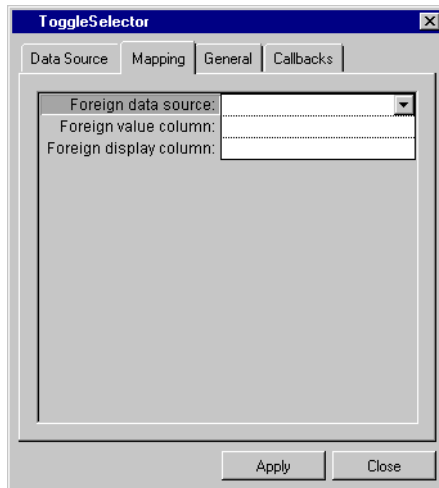 ToggleSelector
Data Source Mapping General Callbacks
Foreign data source:
Foreign value column:
Foreign display column:
Apply Close